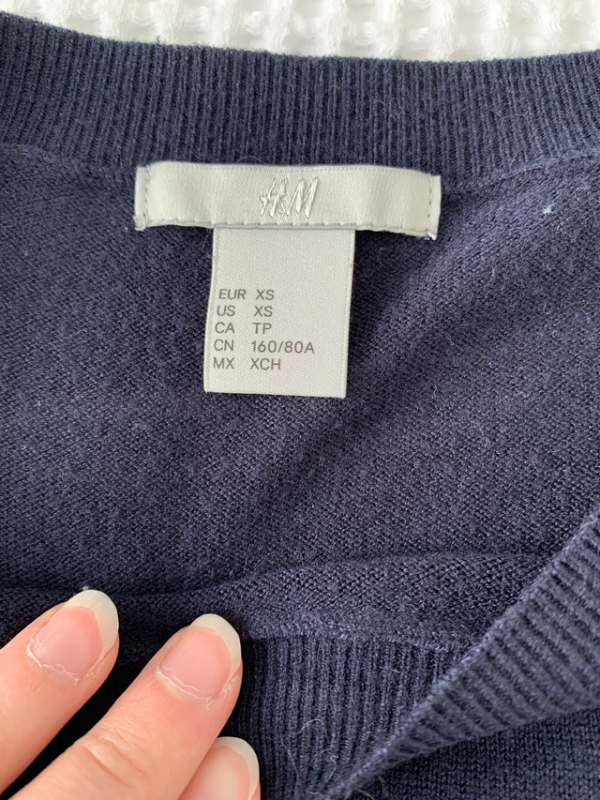 H&M
EUR XS
US XS
CA TP
CN 160/80A
MX XCH